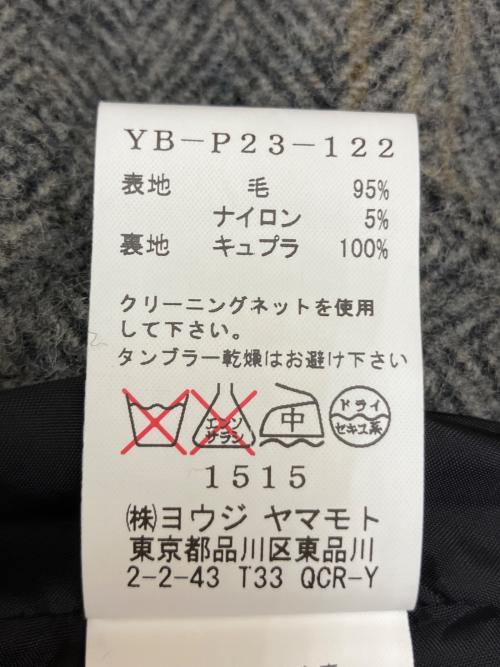 YB-P23-122
表地 毛 95%
ナイロン 5%
裏地 キュプラ 100%
クリーニングネットを使用
して下さい。
タンブラー乾燥はお避け下さい
エンソ
サラシ
中
ドライ
セキユ系
1515
㈱ヨウジ ヤマモト
東京都品川区東品川
2-2-43 T33 QCR-Y